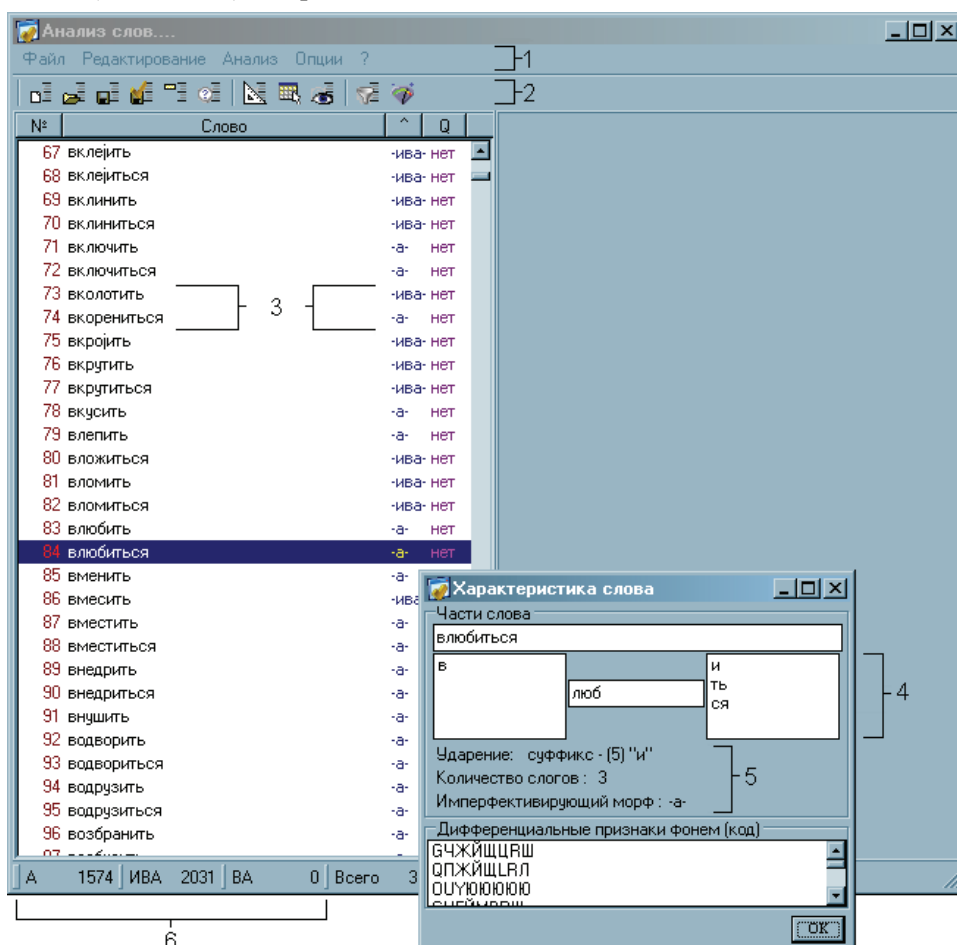 Анализ слов....
Файл Редактирование Анализ Опции ?
1
2
№ Слово ^ Q
67 вклеjить -ива- нет
68 вклеjиться -ива- нет
69 вклинить -ива- нет
70 вклиниться -ива- нет
71 включить -а- нет
72 включиться -а- нет
73 вколотить -ива- нет
3
74 вкорениться -а- нет
75 вкроjить -ива- нет
76 вкрутить -ива- нет
77 вкрутиться -ива- нет
78 вкусить -а- нет
79 влепить -а- нет
80 вложиться -ива- нет
81 вломить -ива- нет
82 вломиться -ива- нет
83 влюбить -а- нет
84 влюбиться -а- нет
85 вменить -а-
86 вмесить -ива
87 вместить -а-
88 вместиться -а-
89 внедрить -а-
90 внедриться -а-
91 внушить -а-
92 водворить -а-
93 водвориться -а-
94 водрузить -а-
95 водрузиться -а-
96 возбранить -а-
97
А 1574 ИВА 2031 ВА 0 Всего 3
6
Характеристика слова
Части слова
влюбиться
в
люб
и
ть
ся
4
Ударение: суффикс - (5) "и"
Количество слогов : 3
Имперфективирующий морф : -а-
5
Дифференциальные признаки фонем (код)
GЧЖЙЩЦRШ
QПЖЙЩLRЛ
OUYЮЮЮЮЮ
OK